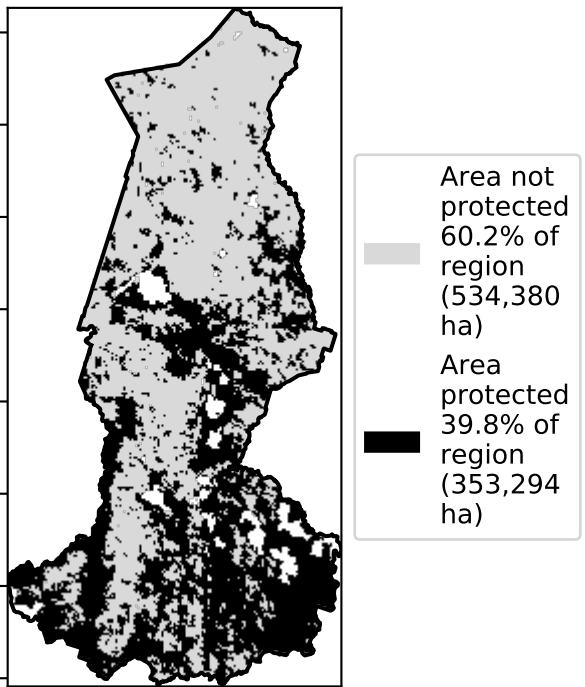 Area not
protected
60.2% of
region
(534,380
ha)
Area
protected
39.8% of
region
(353,294
ha)